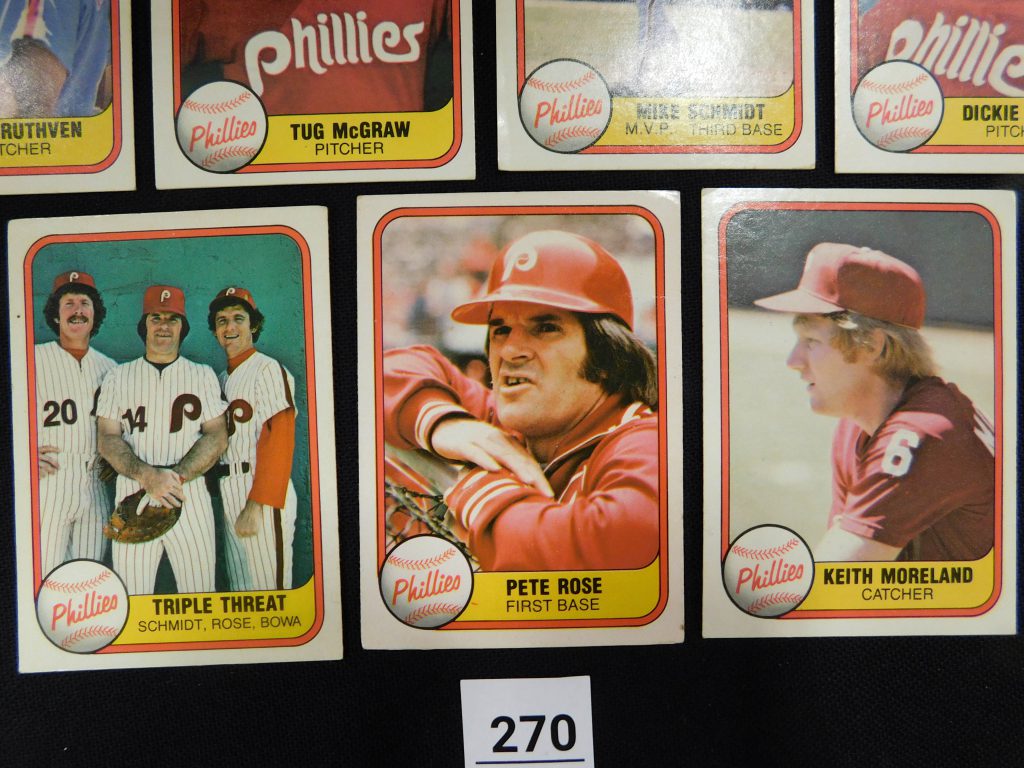 RUTHVEN
TCHER
Phillies
Phillies
TUG McGRAW
PITCHER
Phillies
MIKE SCHMIDT
M.V.P. THIRD BASE
Phillies
Phillies
DICKIE
PITCH
P
P
P
20
14
P
P
Phillies
TRIPLE THREAT
SCHMIDT, ROSE, BOWA
P
Phillies
PETE ROSE
FIRST BASE
6
Phillies
KEITH MORELAND
CATCHER
270